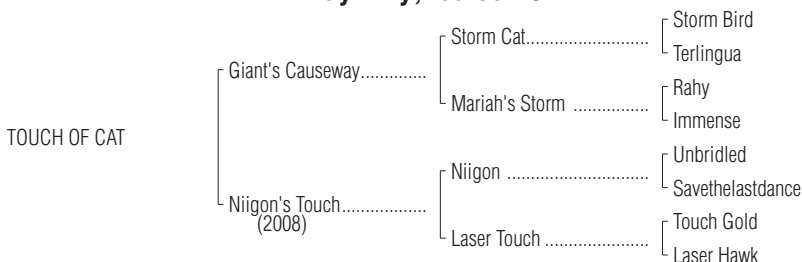 Storm Bird
Storm Cat..............................
Terlingua
Giant's Causeway..............
Rahy
Mariah's Storm ..................
Immense
TOUCH OF CAT
Unbridled
Niigon ...................................
Savethelastdance
Niigon's Touch...................
(2008)
Touch Gold
Laser Touch .........................
Laser Hawk